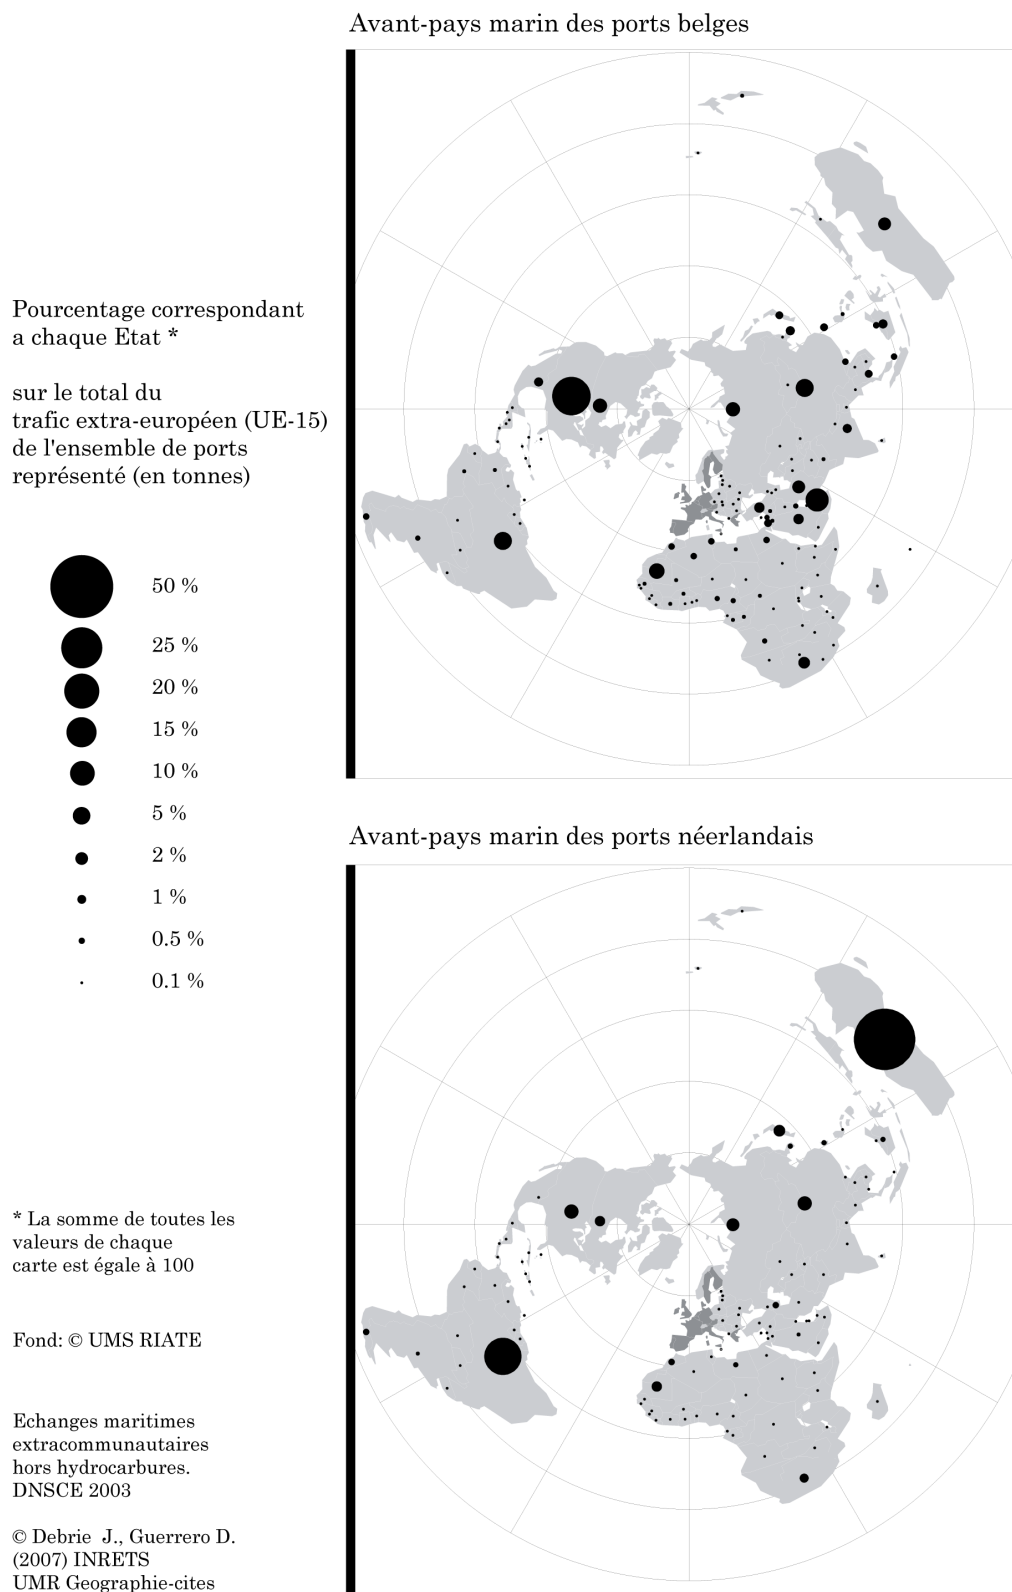 Avant-pays marin des ports belges
Pourcentage correspondant
a chaque Etat *
sur le total du
trafic extra-européen (UE-15)
de l'ensemble de ports
représenté (en tonnes)
50 %
25 %
20 %
15 %
10 %
5 %
2 %
1 %
0.5 %
0.1 %
Avant-pays marin des ports néerlandais
* La somme de toutes les
valeurs de chaque
carte est égale à 100
Fond: © UMS RIATE
Echanges maritimes
extracommunautaires
hors hydrocarbures.
DNSCE 2003
© Debrie J., Guerrero D.
(2007) INRETS
UMR Geographie-cites